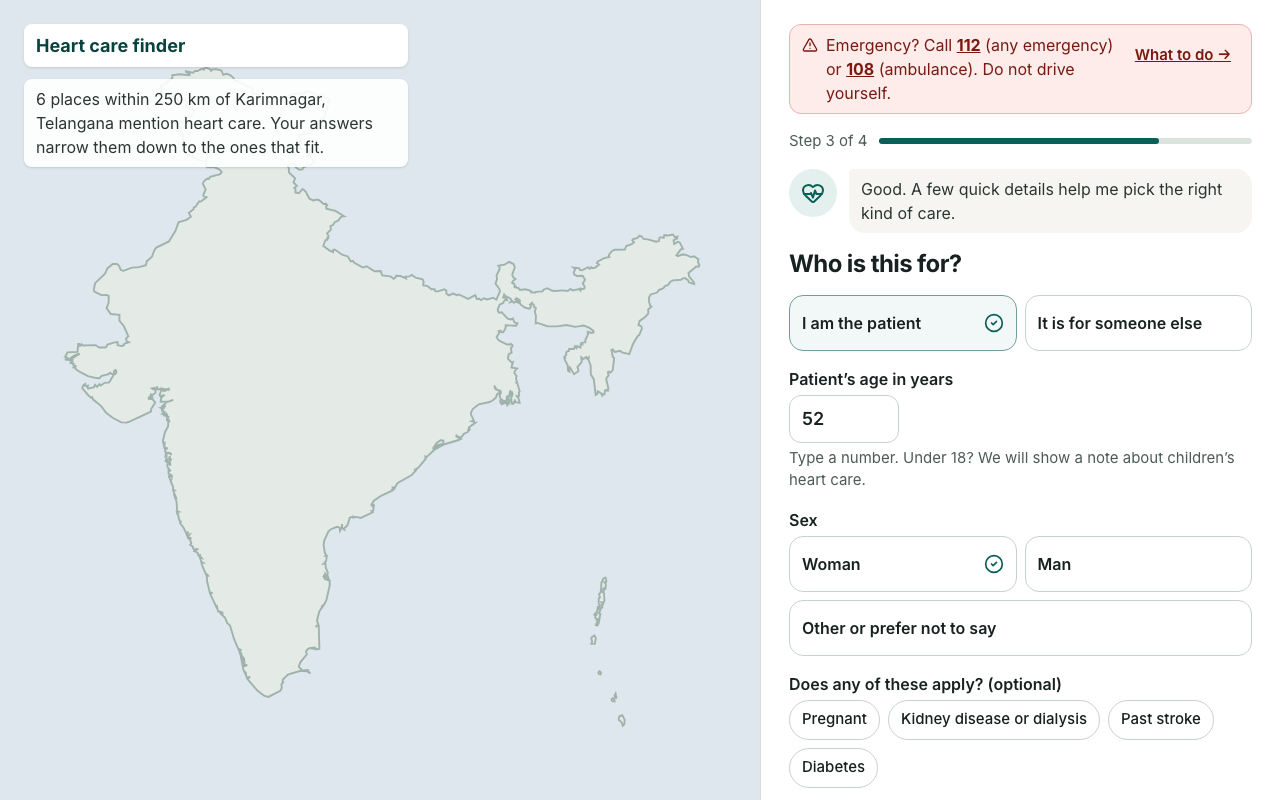 Heart care finder
6 places within 250 km of Karimnagar,
Telangana mention heart care. Your answers
narrow them down to the ones that fit.
Emergency? Call 112 (any emergency)
or 108 (ambulance). Do not drive
yourself.
What to do →
Step 3 of 4
Good. A few quick details help me pick the right
kind of care.
Who is this for?
I am the patient
It is for someone else
Patient’s age in years
52
Type a number. Under 18? We will show a note about children’s
heart care.
Sex
Woman
Man
Other or prefer not to say
Does any of these apply? (optional)
Pregnant
Kidney disease or dialysis
Past stroke
Diabetes